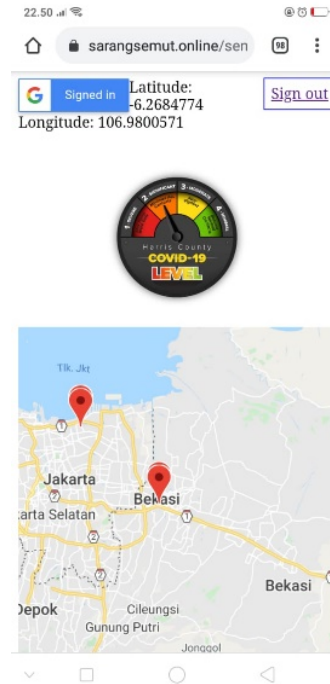 22.50
sarangsemut.online/sen
98
G Signed in
Latitude:
-6.2684774
Longitude: 106.9800571
Sign out
Harris County
COVID-19
LEVEL
Tlk. Jkt
Jakarta
Bekasi
arta Selatan
Bekasi
Depok
Cileungsi
Gunung Putri
Jonggol